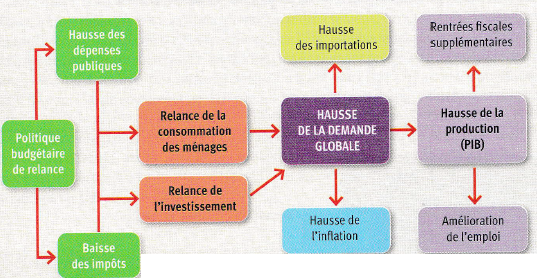 Politique
budgétaire
de relance
Hausse des
dépenses
publiques
Baisse
des impôts
Relance de la
consommation
des ménages
Relance de
l'investissement
Hausse
des importations
HAUSSE
DE LA DEMANDE
GLOBALE
Hausse de
l'inflation
Rentrées fiscales
supplémentaires
Hausse de la
production
(PIB)
Amélioration
de l'emploi